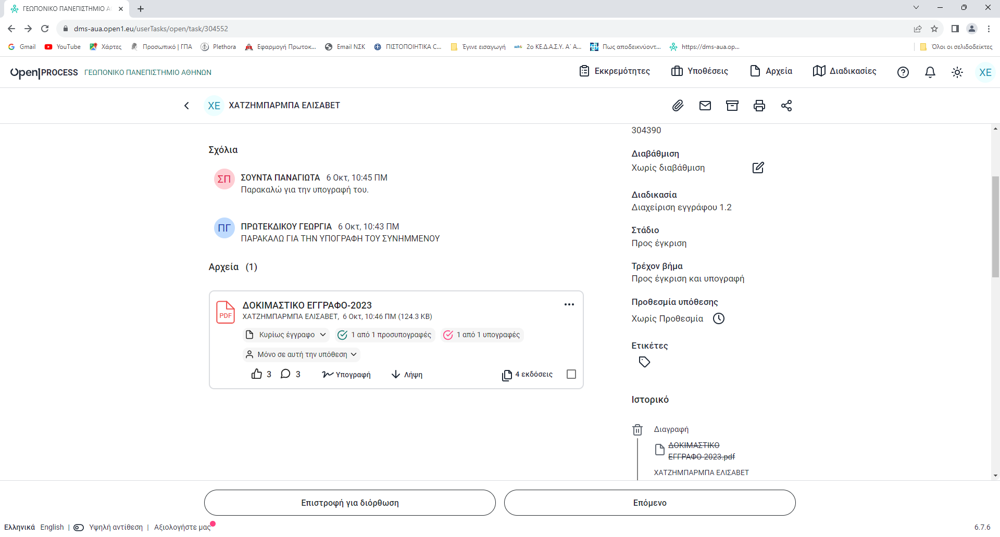 ΓΕΩΠΟΝΙΚΟ ΠΑΝΕΠΙΣΤΗΜΙΟ ΑΘ
dms-aua.open1.eu/userTasks/open/task/304552
Gmail YouTube Χάρτες Προσωπικό | ΓΠΑ Plethora Εφαρμογή Πρωτοκ... Email ΝΣΚ ΠΙΣΤΟΠΟΙΗΤΙΚΑ C... Έγινε εισαγωγή 2ο ΚΕ.Δ.Α.Σ.Υ. Α΄ Α... Πως αποδεικνύοντ... https://dms-aua.op... Όλοι οι σελιδοδείκτες
Open|PROCESS ΓΕΩΠΟΝΙΚΟ ΠΑΝΕΠΙΣΤΗΜΙΟ ΑΘΗΝΩΝ Εκκρεμότητες Υποθέσεις Αρχεία Διαδικασίες ΧΕ
ΧΕ ΧΑΤΖΗΜΠΑΡΜΠΑ ΕΛΙΣΑΒΕΤ
Σχόλια
ΣΠ ΣΟΥΝΤΑ ΠΑΝΑΓΙΩΤΑ 6 Οκτ, 10:45 ΠΜ
Παρακαλώ για την υπογραφή του.
ΠΓ ΠΡΩΤΕΚΔΙΚΟΥ ΓΕΩΡΓΙΑ 6 Οκτ, 10:43 ΠΜ
ΠΑΡΑΚΑΛΩ ΓΙΑ ΤΗΝ ΥΠΟΓΡΑΦΗ ΤΟΥ ΣΥΝΗΜΜΕΝΟΥ
Αρχεία (1)
PDF ΔΟΚΙΜΑΣΤΙΚΟ ΕΓΓΡΑΦΟ-2023
ΧΑΤΖΗΜΠΑΡΜΠΑ ΕΛΙΣΑΒΕΤ, 6 Οκτ, 10:46 ΠΜ (124.3 KB)
Κυρίως έγγραφο 1 από 1 προσυπογραφές 1 από 1 υπογραφές
Μόνο σε αυτή την υπόθεση
3 3 Υπογραφή Λήψη 4 εκδόσεις
304390
Διαβάθμιση
Χωρίς διαβάθμιση
Διαδικασία
Διαχείριση εγγράφου 1.2
Στάδιο
Προς έγκριση
Τρέχον βήμα
Προς έγκριση και υπογραφή
Προθεσμία υπόθεσης
Χωρίς Προθεσμία
Ετικέτες
Ιστορικό
Διαγραφή
ΔΟΚΙΜΑΣΤΙΚΟ
ΕΓΓΡΑΦΟ 2023.pdf
ΧΑΤΖΗΜΠΑΡΜΠΑ ΕΛΙΣΑΒΕΤ
Επιστροφή για διόρθωση Επόμενο
Ελληνικά English | Υψηλή αντίθεση | Αξιολογήστε μας 6.7.6